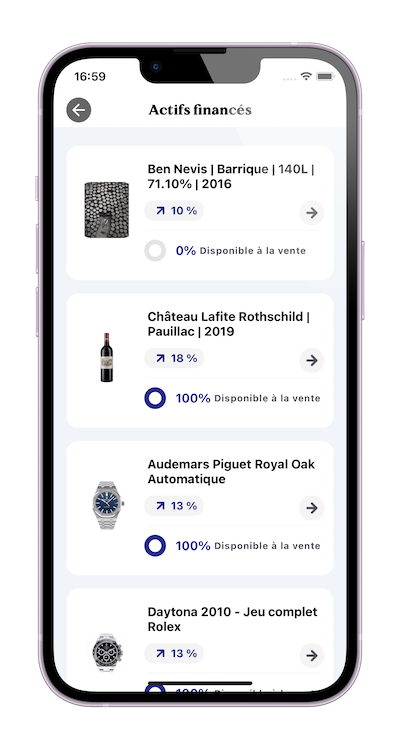 16:59
Actifs financés
Ben Nevis | Barrique | 140L |
71.10% | 2016
10 %
0% Disponible à la vente
Château Lafite Rothschild |
Pauillac | 2019
18 %
100% Disponible à la vente
Audemars Piguet Royal Oak
Automatique
13 %
100% Disponible à la vente
Daytona 2010 - Jeu complet
Rolex
13 %